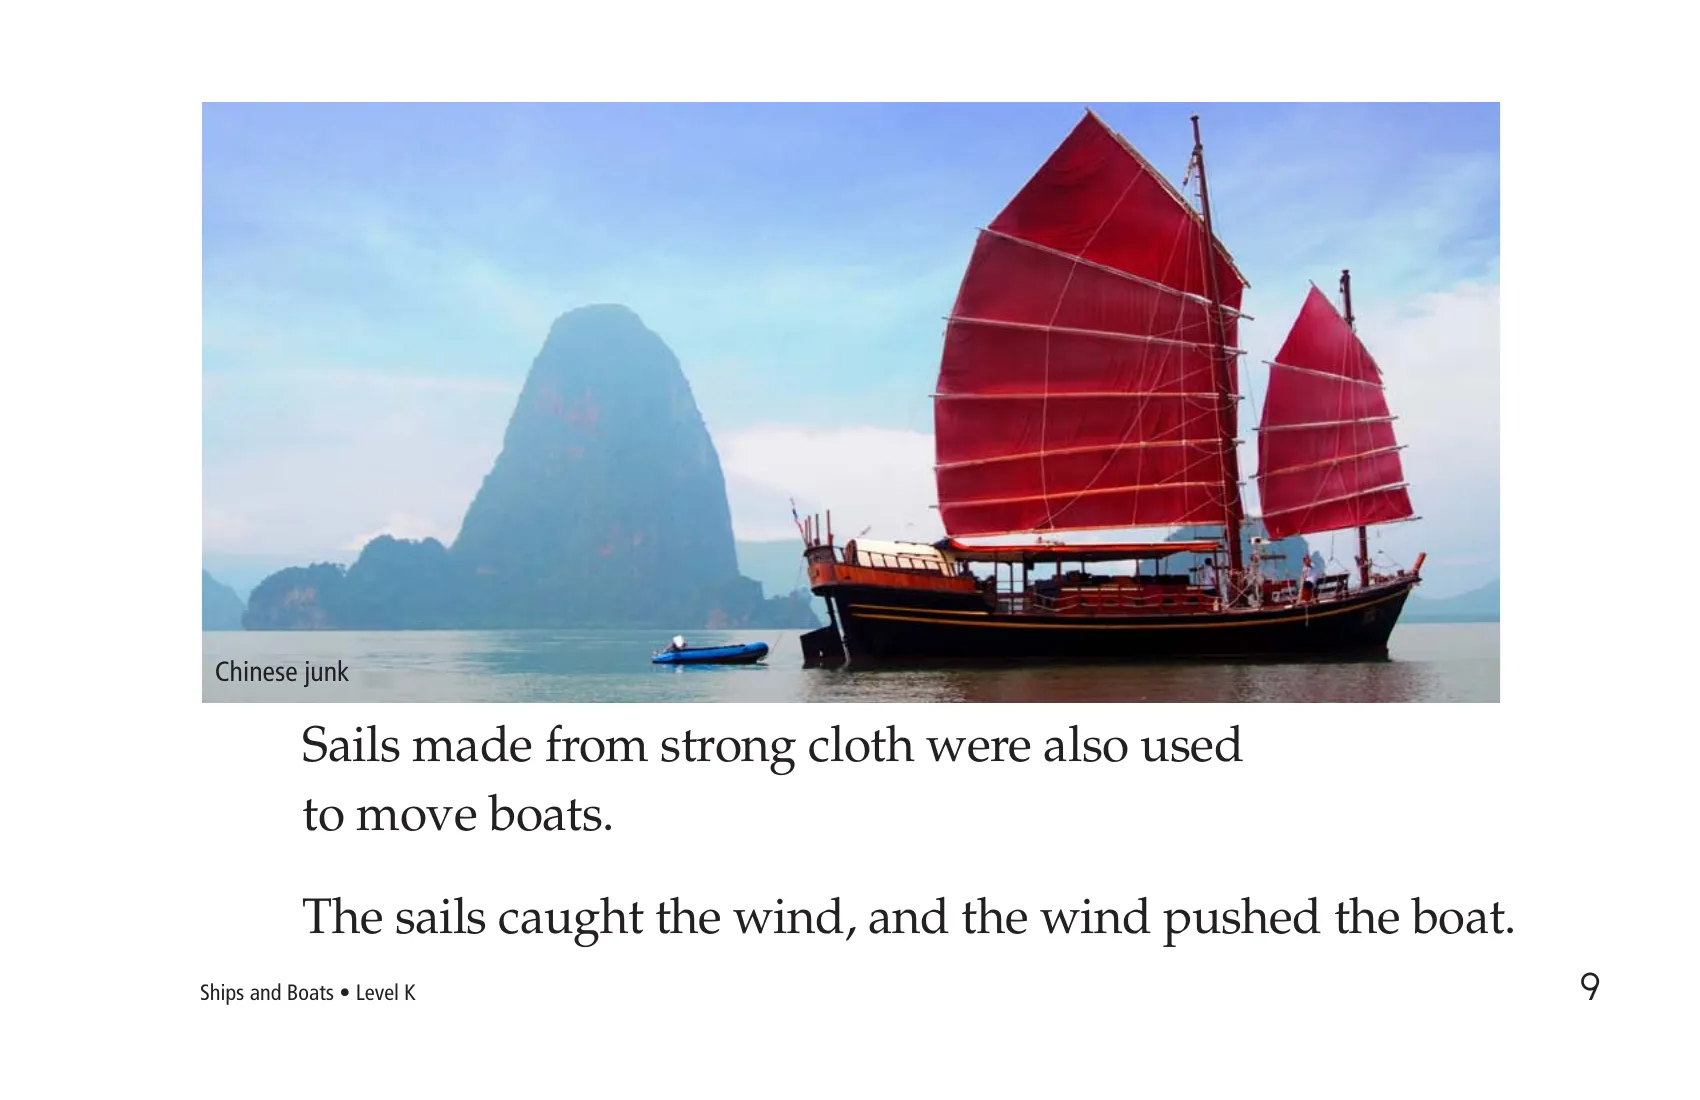 Chinese junk
Sails made from strong cloth were also used
to move boats.
The sails caught the wind, and the wind pushed the boat.
Ships and Boats • Level K
9